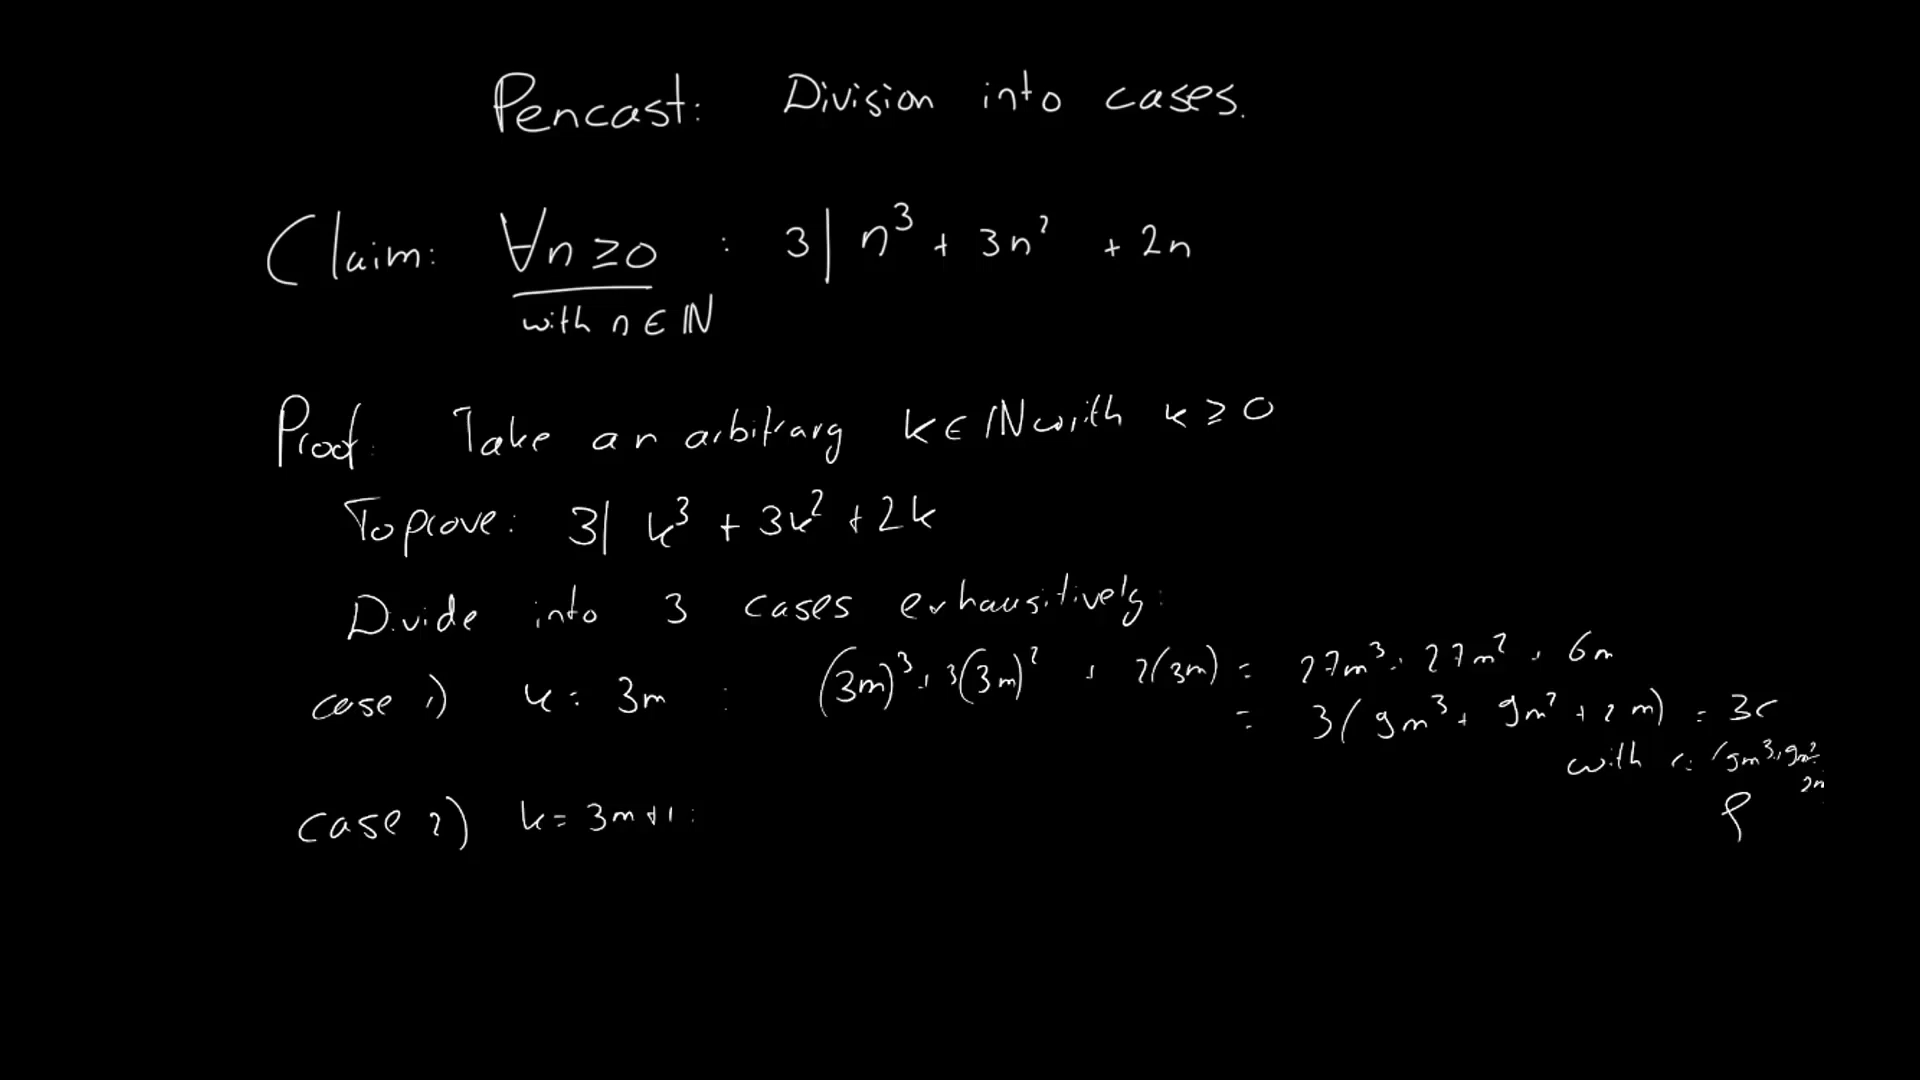 Pencast: Division into cases.
Claim: ∀n ≥ 0 : 3 | n³ + 3n² + 2n
with n ∈ ℕ
Proof: Take an arbitrary k ∈ ℕ with k ≥ 0
To prove: 3 | k³ + 3k² + 2k
Divide into 3 cases exhausitively:
case 1) k = 3m : (3m)³ + 3(3m)² + 2(3m) = 27m³ + 27m² + 6m
= 3(9m³ + 9m² + 2m) = 3c
with c = (9m³ + 9m² +
2m
case 2) k = 3m + 1 :